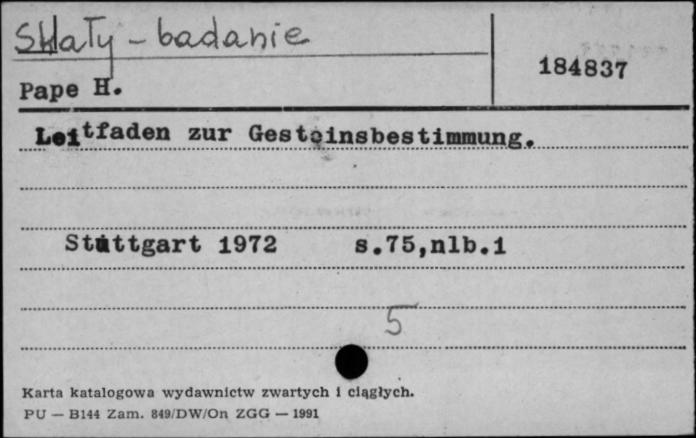 Skały - badanie
184837
Pape H.
Leitfaden zur Gesteinsbestimmung.
Stuttgart 1972 s.75,nlb.1
5
Karta katalogowa wydawnictw zwartych i ciągłych.
PU — B144 Zam. 849/DW/On ZGG — 1991